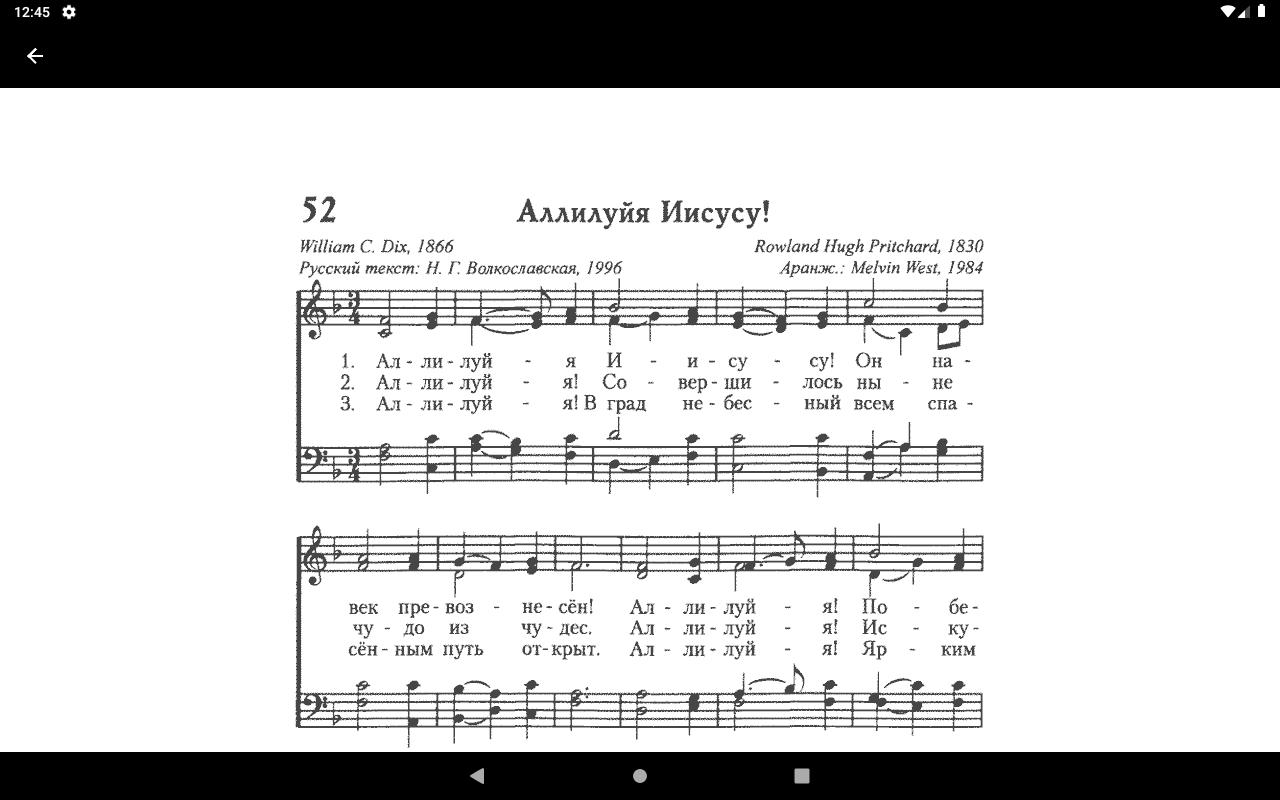 12:45
52
Аллилуйя Иисусу!
William C. Dix, 1866
Rowland Hugh Pritchard, 1830
Русский текст: Н. Г. Волкославская, 1996
Аранж.: Melvin West, 1984
3
4
1. Ал - ли - луй - я И - и - су - су! Он на -
2. Ал - ли - луй - я! Со - вер - ши - лось ны - не
3. Ал - ли - луй - я! В град не - бес - ный всем спа -
3
4
век пре - воз - не - сён! Ал - ли - луй - я! По - бе -
чу - до из чу - дес. Ал - ли - луй - я! Ис - ку -
сён - ным путь от - крыт. Ал - ли - луй - я! Яр - ким